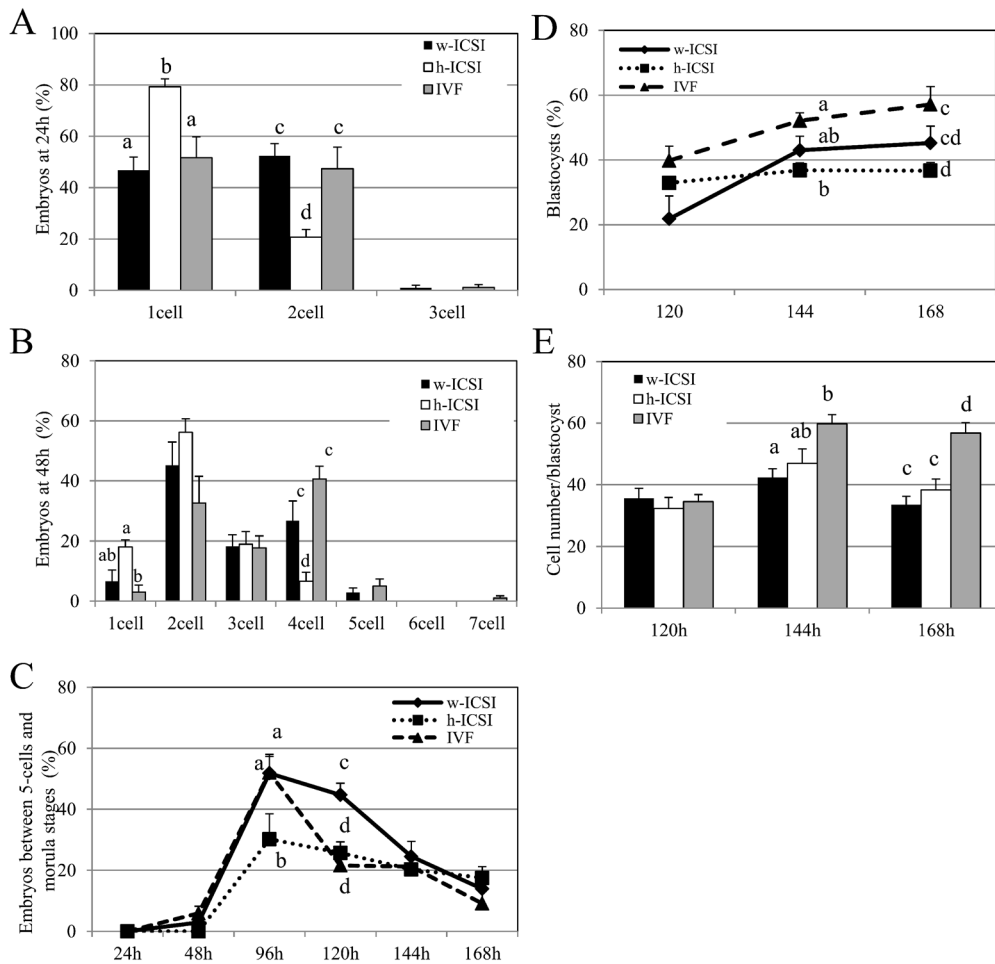 A
Embryos at 24h (%)
100
80
60
40
20
0
w-ICSI
h-ICSI
IVF
a
b
a
c
d
c
1cell
2cell
3cell
B
Embryos at 48h (%)
80
60
40
20
0
w-ICSI
h-ICSI
IVF
ab
a
b
c
d
c
1cell
2cell
3cell
4cell
5cell
6cell
7cell
C
Embryos between 5-cells and
morula stages (%)
80
60
40
20
0
w-ICSI
h-ICSI
IVF
a
a
b
c
d
d
24h
48h
96h
120h
144h
168h
D
Blastocysts (%)
80
60
40
20
0
w-ICSI
h-ICSI
IVF
a
ab
b
c
cd
d
120
144
168
E
Cell number/blastocyst
80
60
40
20
0
w-ICSI
h-ICSI
IVF
a
ab
b
c
c
d
120h
144h
168h